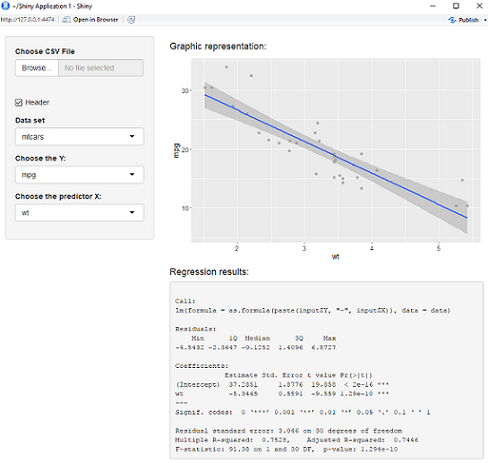 ~/Shiny Application 1 - Shiny
http://127.0.0.1:4474
Open in Browser
Publish
Choose CSV File
Browse...
No file selected
Header
Data set
mtcars
Choose the Y:
mpg
Choose the predictor X:
wt
Graphic representation:
30
20
10
mpg
2
3
4
5
wt
Regression results:
Call:
lm(formula = as.formula(paste(input$Y, "~", input$X)), data = data)
Residuals:
Min 1Q Median 3Q Max
-4.5432 -2.3647 -0.1252 1.4096 6.8727
Coefficients:
Estimate Std. Error t value Pr(>|t|)
(Intercept) 37.2851 1.8776 19.858 < 2e-16 ***
wt -5.3445 0.5591 -9.559 1.29e-10 ***
---
Signif. codes: 0 '***' 0.001 '**' 0.01 '*' 0.05 '.' 0.1 ' ' 1
Residual standard error: 3.046 on 30 degrees of freedom
Multiple R-squared: 0.7528, Adjusted R-squared: 0.7446
F-statistic: 91.38 on 1 and 30 DF, p-value: 1.294e-10